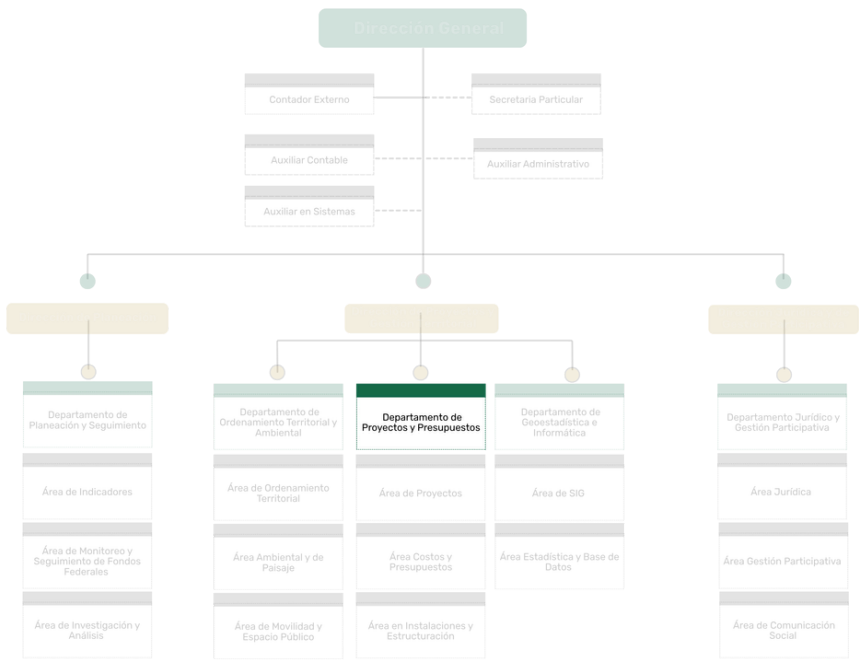 Dirección General
Contador Externo
Secretaria Particular
Auxiliar Contable
Auxiliar Administrativo
Auxiliar en Sistemas
Departamento de
Planeación y Seguimiento
Departamento de
Ordenamiento Territorial y
Ambiental
Departamento de
Proyectos y Presupuestos
Departamento de
Geoestadística e
Informática
Departamento Jurídico y
Gestión Participativa
Área de Indicadores
Área de Ordenamiento
Territorial
Área de Proyectos
Área de SIG
Área Jurídica
Área de Monitoreo y
Seguimiento de Fondos
Federales
Área Ambiental y de
Paisaje
Área Costos y
Presupuestos
Área Estadística y Base de
Datos
Área Gestión Participativa
Área de Investigación y
Análisis
Área de Movilidad y
Espacio Público
Área en Instalaciones y
Estructuración
Área de Comunicación
Social